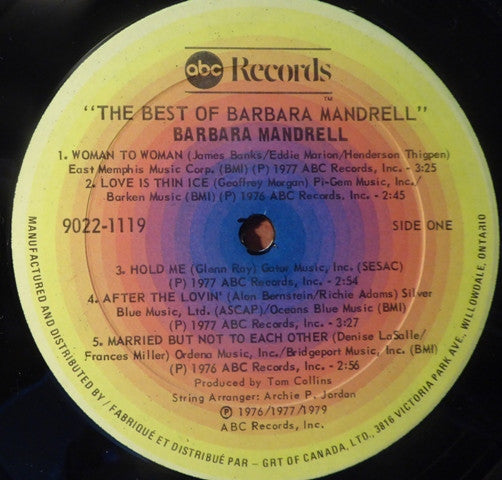 abc Records
TM
"THE BEST OF BARBARA MANDRELL"
BARBARA MANDRELL
1. WOMAN TO WOMAN (James Banks/Eddie Marion/Henderson Thigpen)
East Memphis Music Corp. (BMI) Ⓟ 1977 ABC Records, Inc. - 3:25
2. LOVE IS THIN ICE (Geoffrey Morgan) Pi-Gem Music, Inc./
Barken Music (BMI) Ⓟ 1976 ABC Records, Inc. - 2:45
9022-1119
SIDE ONE
3. HOLD ME (Glenn Ray) Gatur Music, Inc. (SESAC)
Ⓟ 1977 ABC Records, Inc. - 2:54
4. AFTER THE LOVIN' (Alan Bernstein/Richie Adams) Silver
Blue Music, Ltd. (ASCAP)/Oceans Blue Music (BMI)
Ⓟ 1977 ABC Records, Inc. - 3:27
5. MARRIED BUT NOT TO EACH OTHER (Denise LaSalle/
Frances Miller) Ordena Music, Inc./Bridgeport Music, Inc. (BMI)
Ⓟ 1976 ABC Records, Inc. - 2:56
Produced by Tom Collins
String Arranger: Archie P. Jordan
Ⓟ 1976/1977/1979
ABC Records, Inc.
MANUFACTURED AND DISTRIBUTED BY / FABRIQUÉ ET DISTRIBUÉ PAR – GRT OF CANADA, LTD., 3816 VICTORIA PARK AVE., WILLOWDALE, ONTARIO